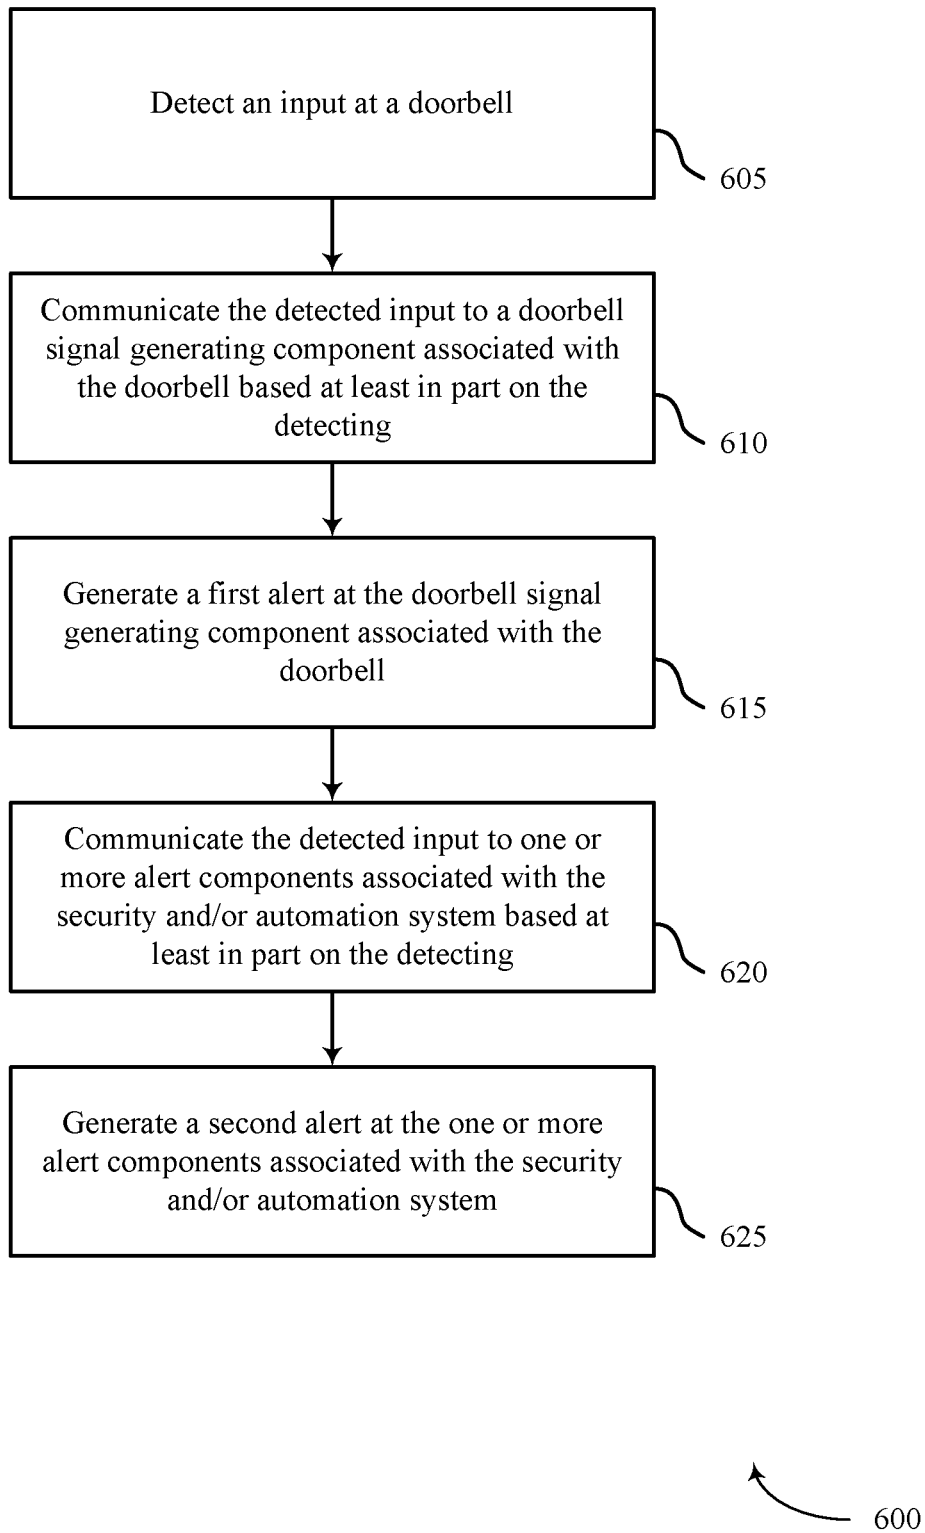 Detect an input at a doorbell
605
Communicate the detected input to a doorbell
signal generating component associated with
the doorbell based at least in part on the
detecting
610
Generate a first alert at the doorbell signal
generating component associated with the
doorbell
615
Communicate the detected input to one or
more alert components associated with the
security and/or automation system based at
least in part on the detecting
620
Generate a second alert at the one or more
alert components associated with the security
and/or automation system
625
600